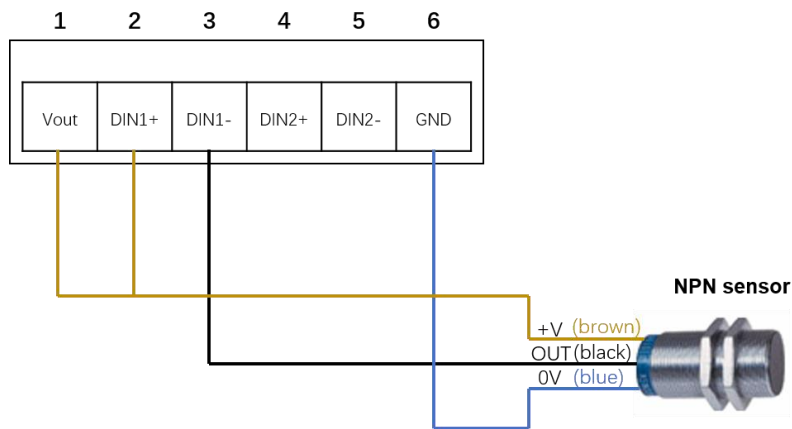 1 2 3 4 5 6
Vout DIN1+ DIN1- DIN2+ DIN2- GND
NPN sensor
+V (brown)
OUT(black)
0V (blue)